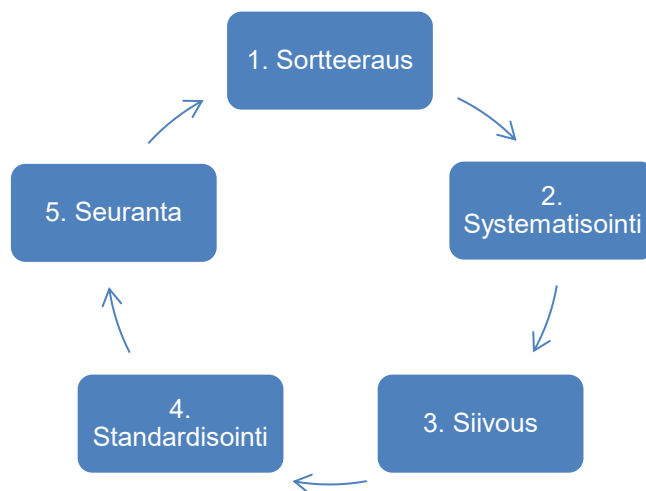 1. Sortteeraus
2.
Systematisointi
3. Siivous
4.
Standardisointi
5. Seuranta